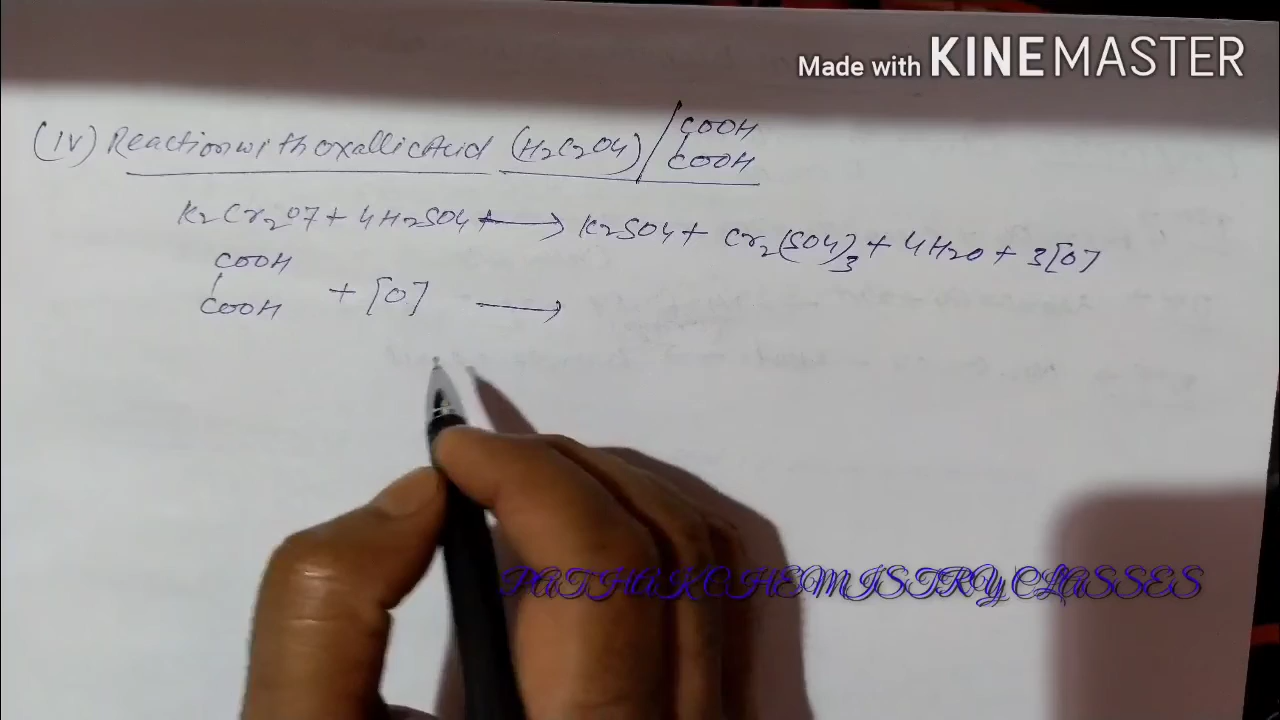 Made with KINEMASTER
(IV) Reaction with oxallic Acid (H2C2O4) / COOH
COOH
K2Cr2O7 + 4H2SO4 + ⟶ K2SO4 + Cr2(SO4)3 + 4H2O + 3[O]
COOH
COOH + [O] ⟶
PATHAK CHEMISTRY CLASSES